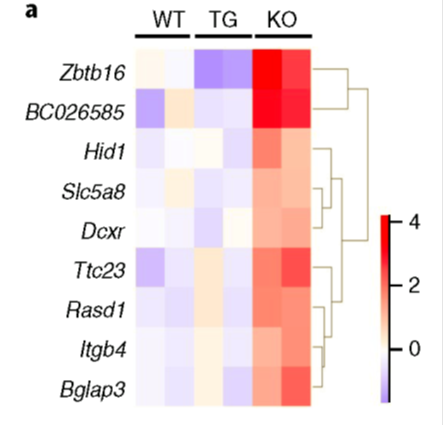 a
WT TG KO
Zbtb16
BC026585
Hid1
Slc5a8
Dcxr
Ttc23
Rasd1
Itgb4
Bglap3
4
2
0